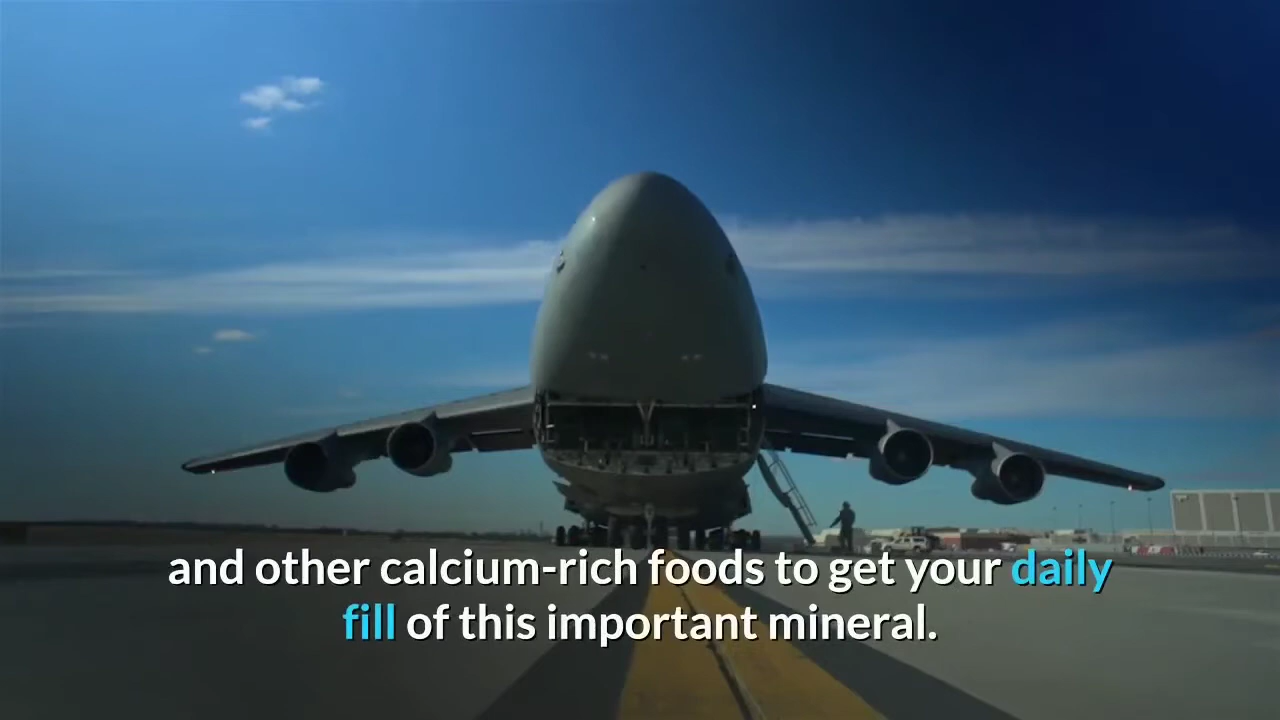 and other calcium-rich foods to get your daily
fill of this important mineral.